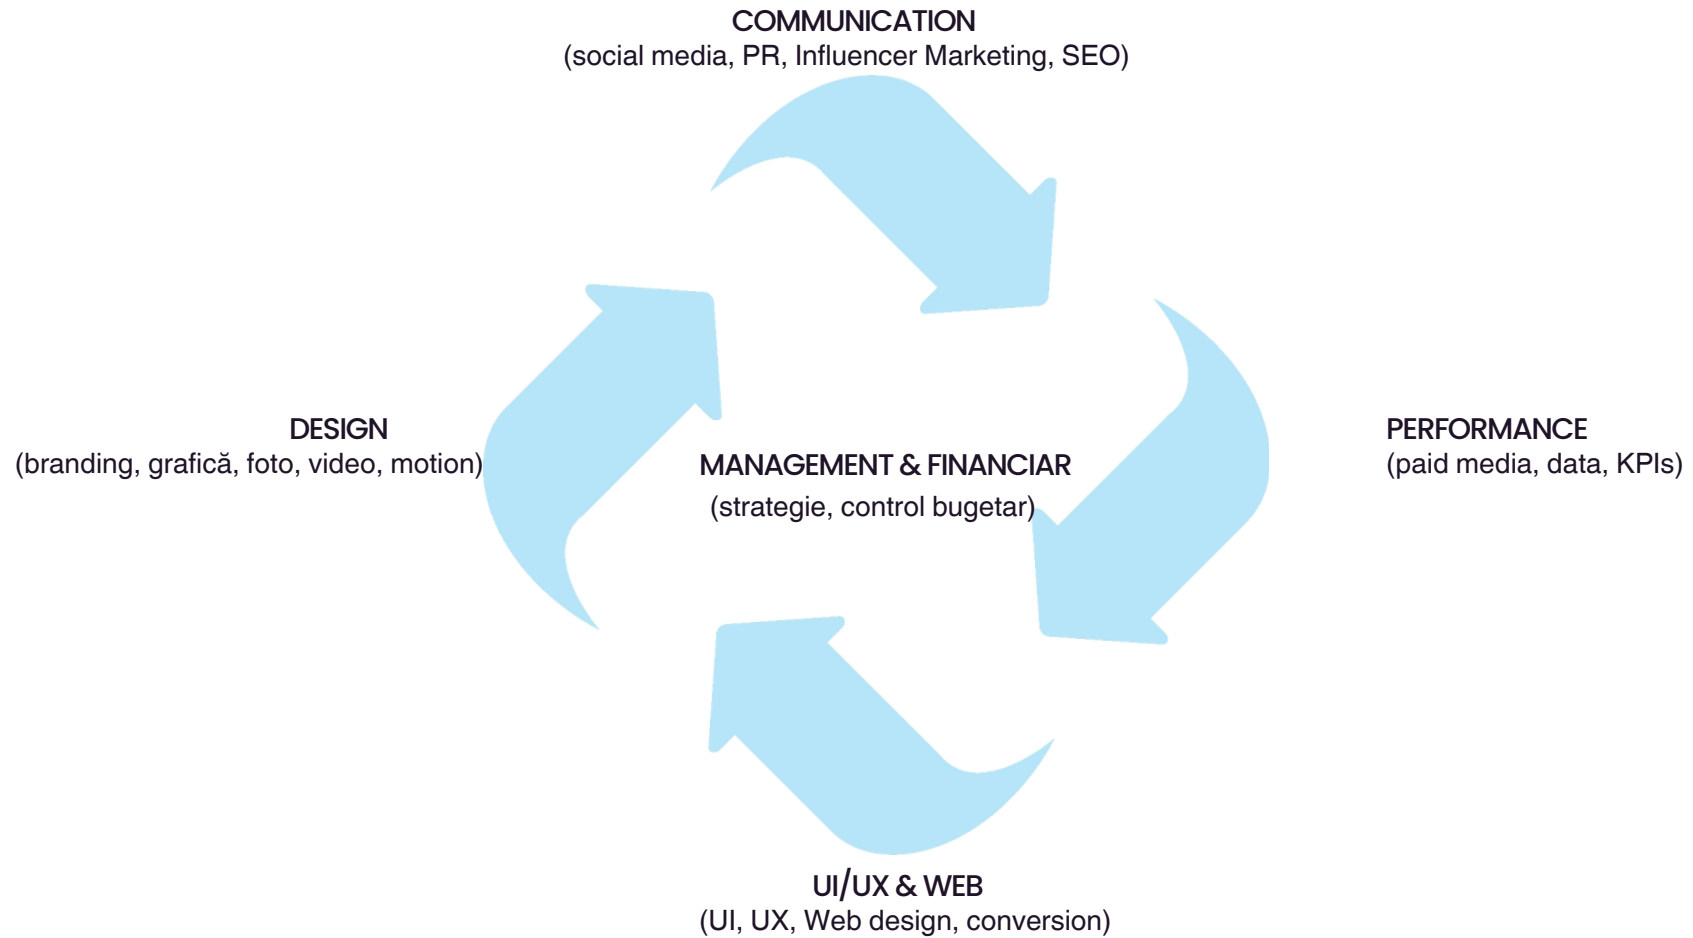 COMMUNICATION
(social media, PR, Influencer Marketing, SEO)
DESIGN
(branding, grafică, foto, video, motion)
MANAGEMENT & FINANCIAR
(strategie, control bugetar)
PERFORMANCE
(paid media, data, KPIs)
UI/UX & WEB
(UI, UX, Web design, conversion)